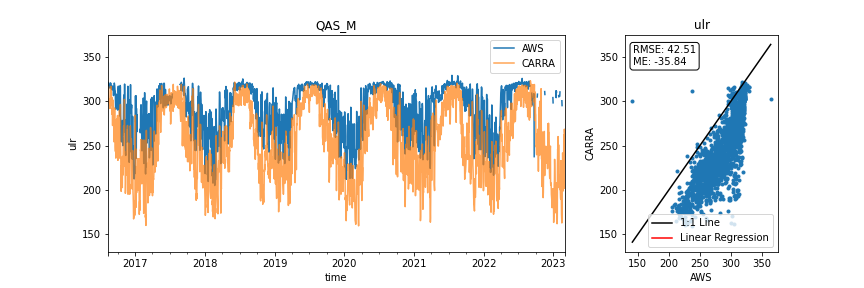 QAS_M
350
300
250
200
150
ulr
2017
2018
2019
2020
2021
2022
2023
time
AWS
CARRA
ulr
RMSE: 42.51
ME: -35.84
350
300
250
200
150
CARRA
1:1 Line
Linear Regression
150
200
250
300
350
AWS